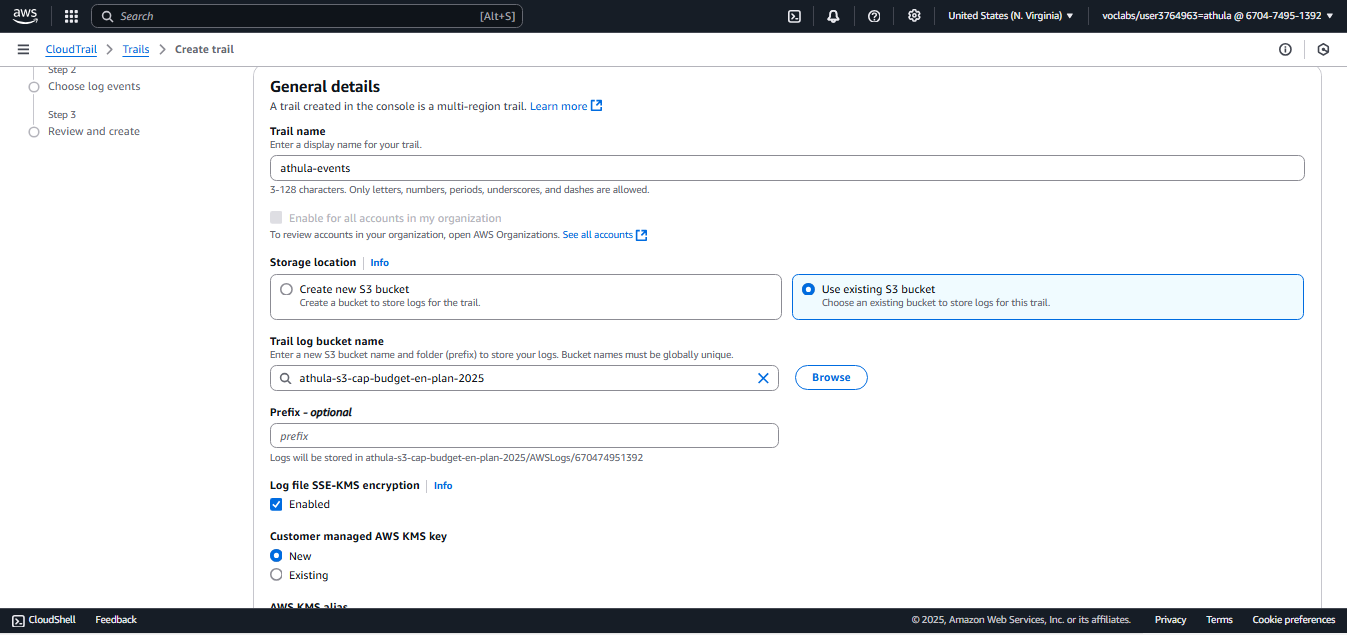 aws
Search [Alt+S]
United States (N. Virginia) ▼
voclabs/user3764963=athula @ 6704-7495-1392 ▼
CloudTrail > Trails > Create trail
Step 2
Choose log events
Step 3
Review and create
General details
A trail created in the console is a multi-region trail. Learn more
Trail name
Enter a display name for your trail.
athula-events
3-128 characters. Only letters, numbers, periods, underscores, and dashes are allowed.
Enable for all accounts in my organization
To review accounts in your organization, open AWS Organizations. See all accounts
Storage location | Info
Create new S3 bucket
Create a bucket to store logs for the trail.
Use existing S3 bucket
Choose an existing bucket to store logs for this trail.
Trail log bucket name
Enter a new S3 bucket name and folder (prefix) to store your logs. Bucket names must be globally unique.
athula-s3-cap-budget-en-plan-2025
Browse
Prefix - optional
prefix
Logs will be stored in athula-s3-cap-budget-en-plan-2025/AWSLogs/670474951392
Log file SSE-KMS encryption | Info
Enabled
Customer managed AWS KMS key
New
Existing
AWS KMS alias
CloudShell Feedback
© 2025, Amazon Web Services, Inc. or its affiliates. Privacy Terms Cookie preferences